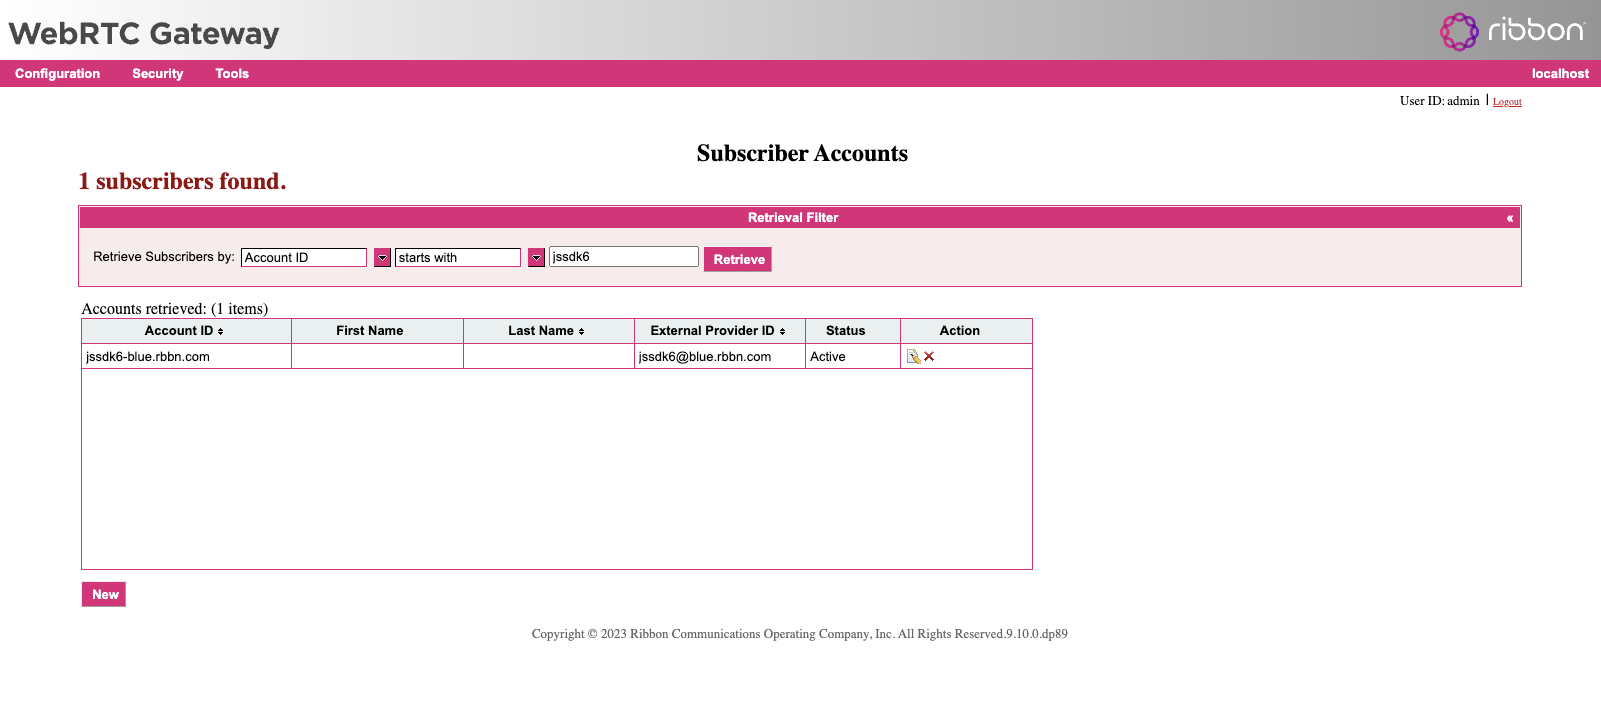 WebRTC Gateway
ribbon
Configuration Security Tools localhost
User ID: admin | Logout
Subscriber Accounts
1 subscribers found.
Retrieval Filter «
Retrieve Subscribers by: Account ID starts with jssdk6 Retrieve
Accounts retrieved: (1 items)
Account ID First Name Last Name External Provider ID Status Action
jssdk6-blue.rbbn.com jssdk6@blue.rbbn.com Active
New
Copyright © 2023 Ribbon Communications Operating Company, Inc. All Rights Reserved.9.10.0.dp89